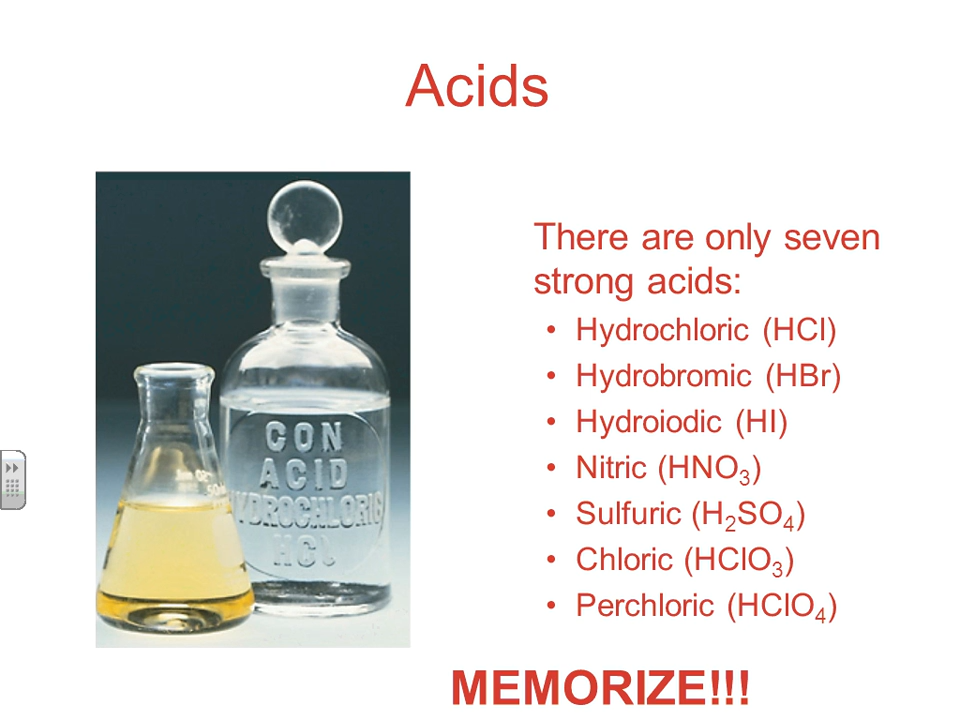 Acids
There are only seven
strong acids:
• Hydrochloric (HCl)
• Hydrobromic (HBr)
• Hydroiodic (HI)
• Nitric (HNO₃)
• Sulfuric (H₂SO₄)
• Chloric (HClO₃)
• Perchloric (HClO₄)
CON
ACID
HYDROCHLORIC
HCl
MEMORIZE!!!